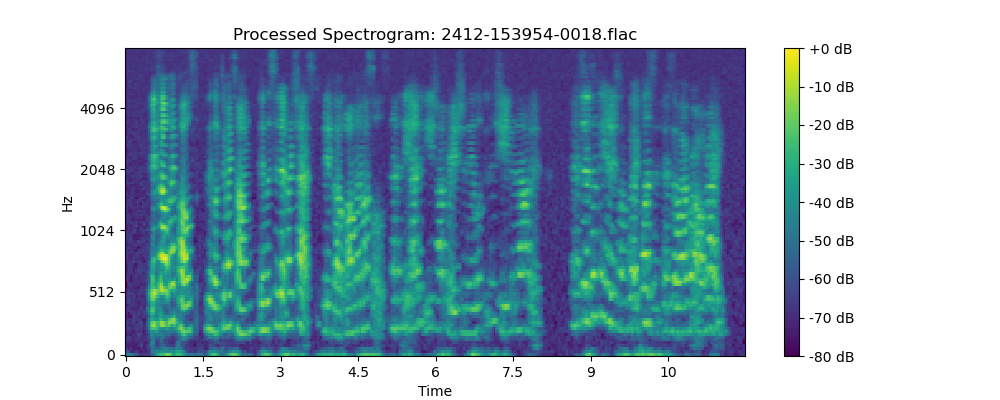 Processed Spectrogram: 2412-153954-0018.flac
Hz
4096
2048
1024
512
0
0 1.5 3 4.5 6 7.5 9 10
Time
+0 dB
-10 dB
-20 dB
-30 dB
-40 dB
-50 dB
-60 dB
-70 dB
-80 dB